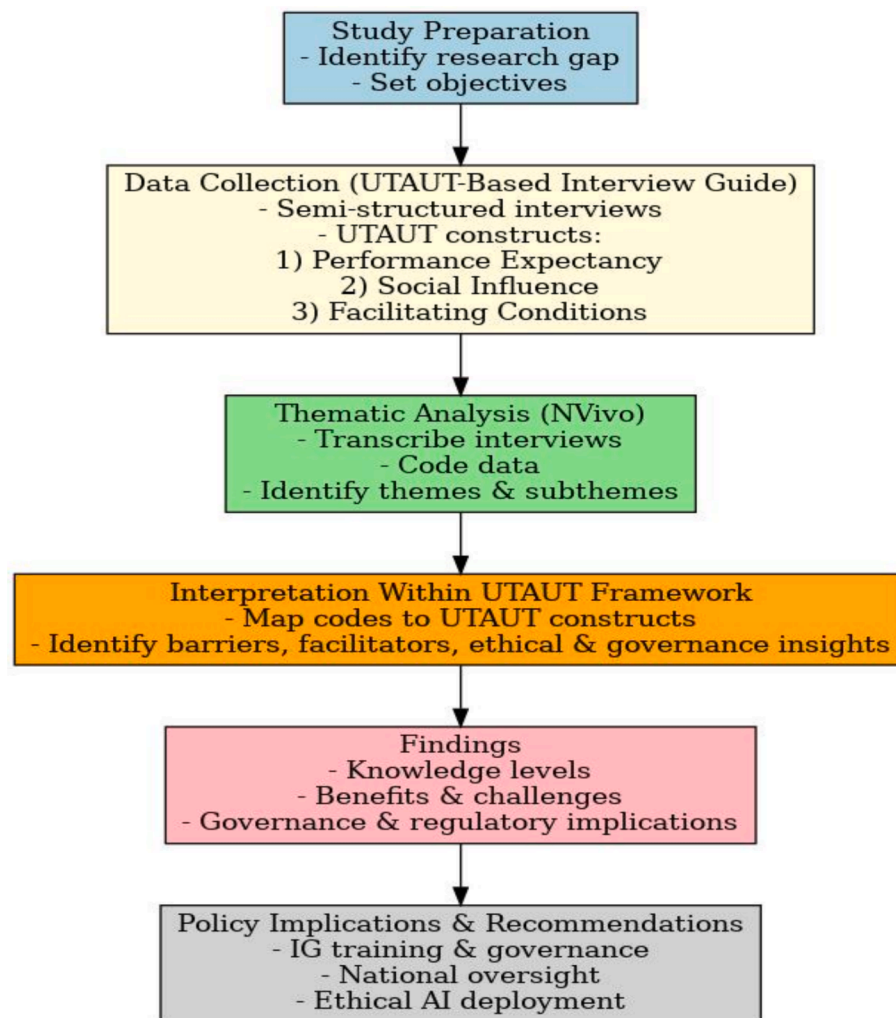 Study Preparation
- Identify research gap
- Set objectives
Data Collection (UTAUT-Based Interview Guide)
- Semi-structured interviews
- UTAUT constructs:
1) Performance Expectancy
2) Social Influence
3) Facilitating Conditions
Thematic Analysis (NVivo)
- Transcribe interviews
- Code data
- Identify themes & subthemes
Interpretation Within UTAUT Framework
- Map codes to UTAUT constructs
- Identify barriers, facilitators, ethical & governance insights
Findings
- Knowledge levels
- Benefits & challenges
- Governance & regulatory implications
Policy Implications & Recommendations
- IG training & governance
- National oversight
- Ethical AI deployment